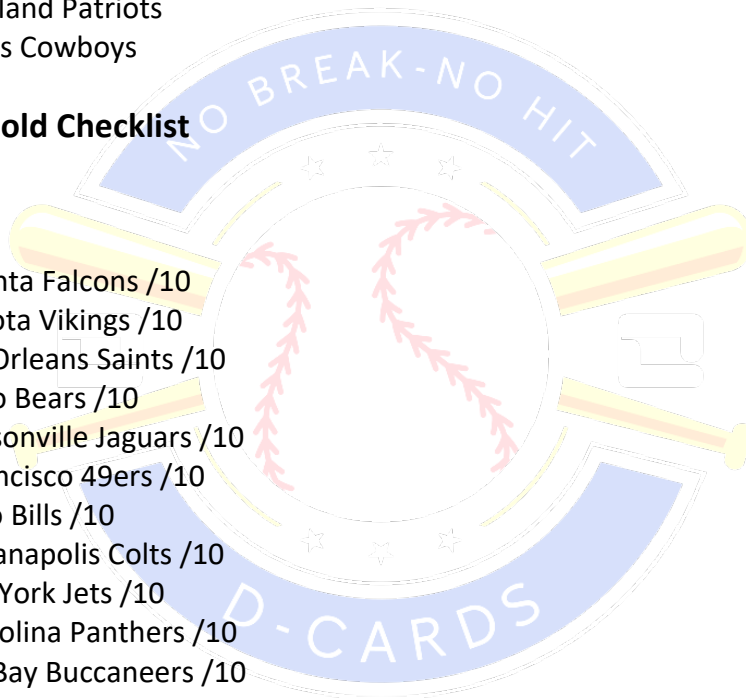 land Patriots
s Cowboys
old Checklist
nta Falcons /10
ota Vikings /10
Orleans Saints /10
o Bears /10
sonville Jaguars /10
ncisco 49ers /10
o Bills /10
anapolis Colts /10
York Jets /10
olina Panthers /10
Bay Buccaneers /10
NO BREAK-NO HIT
D-CARDS